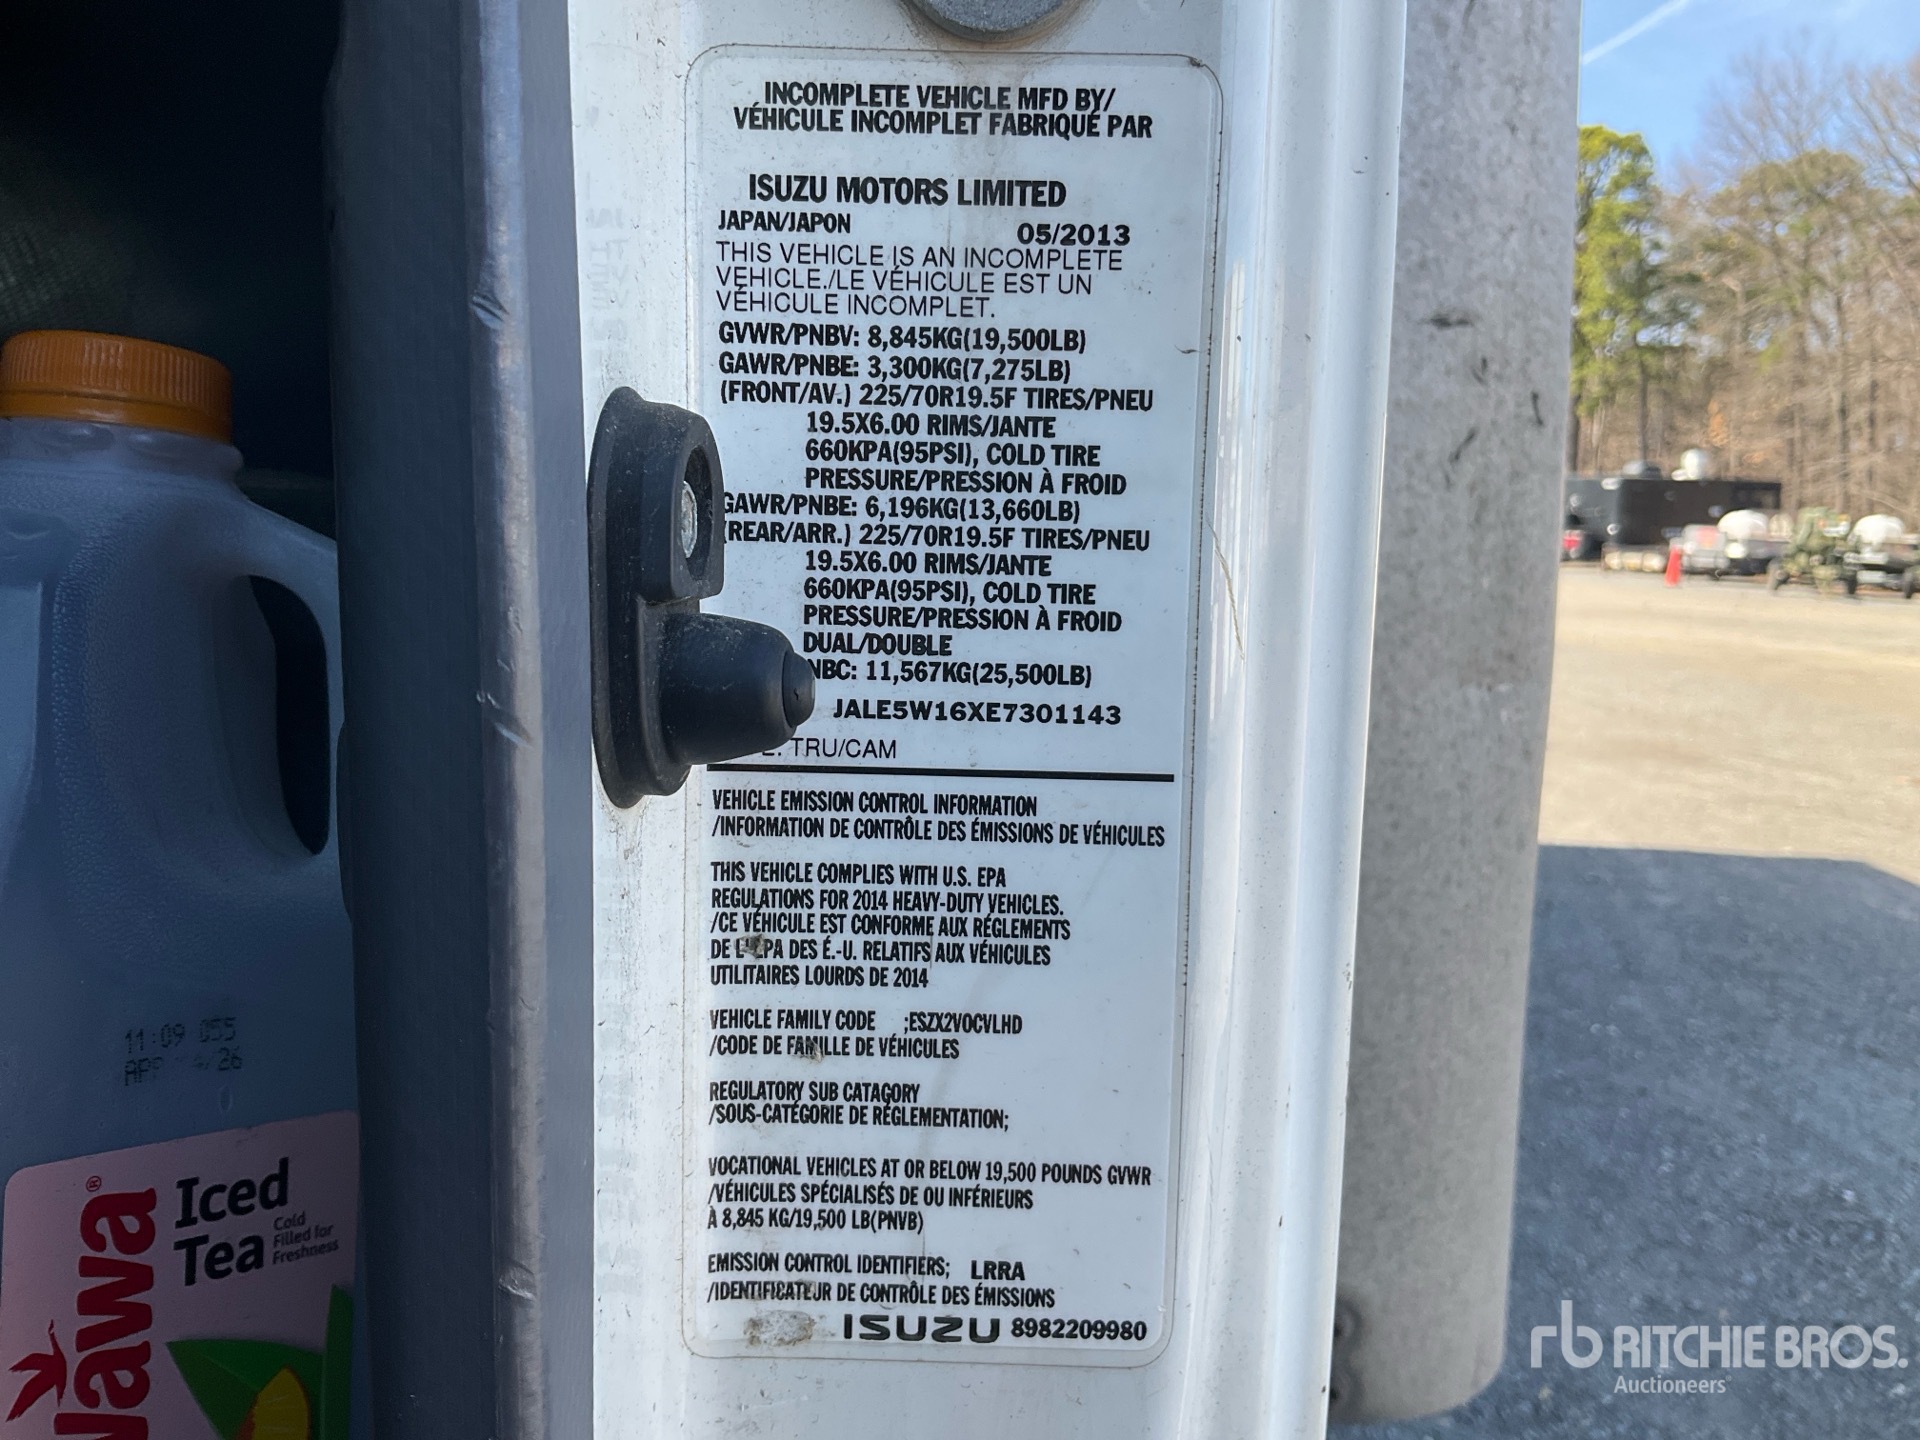 INCOMPLETE VEHICLE MFD BY/
VÉHICULE INCOMPLET FABRIQUÉ PAR
ISUZU MOTORS LIMITED
JAPAN/JAPON 05/2013
THIS VEHICLE IS AN INCOMPLETE
VEHICLE./LE VÉHICULE EST UN
VÉHICULE INCOMPLET.
GVWR/PNBV: 8,845KG(19,500LB)
GAWR/PNBE: 3,300KG(7,275LB)
(FRONT/AV.) 225/70R19.5F TIRES/PNEU
19.5X6.00 RIMS/JANTE
660KPA(95PSI), COLD TIRE
PRESSURE/PRESSION À FROID
GAWR/PNBE: 6,196KG(13,660LB)
(REAR/ARR.) 225/70R19.5F TIRES/PNEU
19.5X6.00 RIMS/JANTE
660KPA(95PSI), COLD TIRE
PRESSURE/PRESSION À FROID
DUAL/DOUBLE
NBC: 11,567KG(25,500LB)
JALE5W16XE7301143
TRU/CAM
VEHICLE EMISSION CONTROL INFORMATION
/INFORMATION DE CONTRÔLE DES ÉMISSIONS DE VÉHICULES
THIS VEHICLE COMPLIES WITH U.S. EPA
REGULATIONS FOR 2014 HEAVY-DUTY VEHICLES.
/CE VÉHICULE EST CONFORME AUX RÉGLEMENTS
DE L'EPA DES É.-U. RELATIFS AUX VÉHICULES
UTILITAIRES LOURDS DE 2014
VEHICLE FAMILY CODE ;ESZX2VOCVLHD
/CODE DE FAMILLE DE VÉHICULES
REGULATORY SUB CATAGORY
/SOUS-CATÉGORIE DE RÉGLEMENTATION;
VOCATIONAL VEHICLES AT OR BELOW 19,500 POUNDS GVWR
/VÉHICULES SPÉCIALISÉS DE OU INFÉRIEURS
À 8,845 KG/19,500 LB(PNVB)
EMISSION CONTROL IDENTIFIERS; LRRA
/IDENTIFICATEUR DE CONTRÔLE DES ÉMISSIONS
ISUZU 8982209980
11:09 055
26
Wawa®
Iced
Tea
Cold
Filled for
Freshness
rb RITCHIE BROS.
Auctioneers